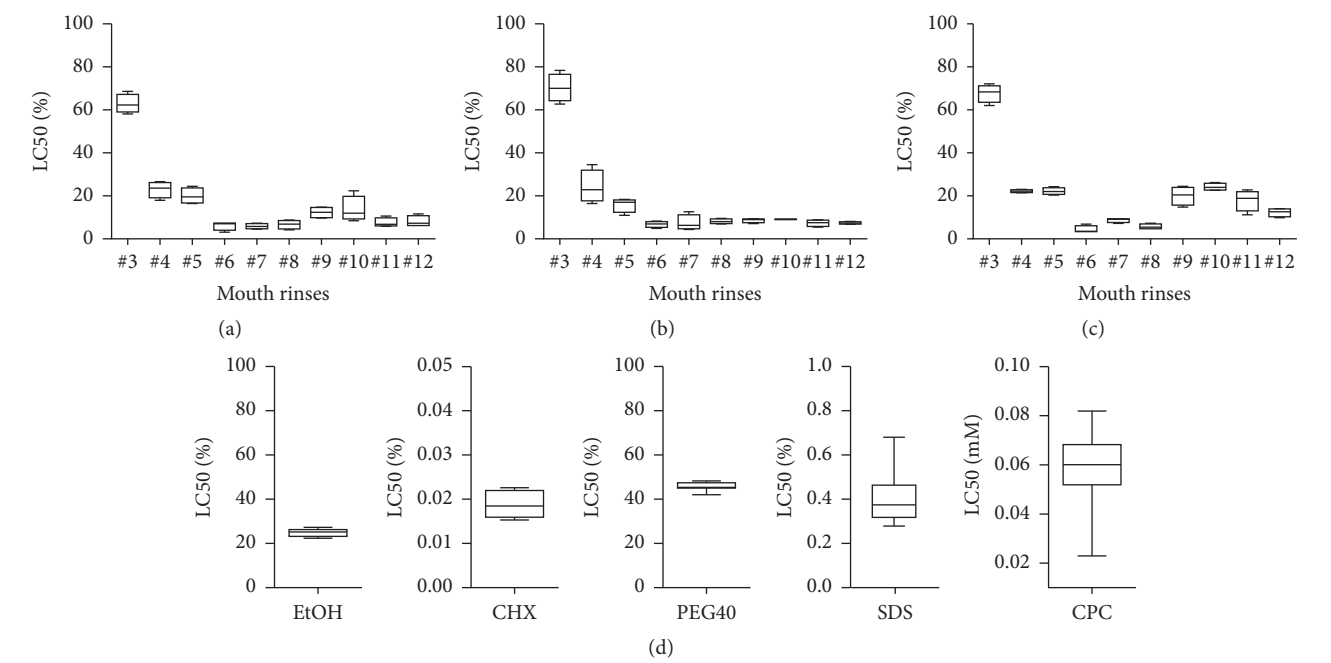 100
80
60
40
20
0
LC50 (%)
#3 #4 #5 #6 #7 #8 #9 #10 #11 #12
Mouth rinses
(a)
100
80
60
40
20
0
LC50 (%)
#3 #4 #5 #6 #7 #8 #9 #10 #11 #12
Mouth rinses
(b)
100
80
60
40
20
0
LC50 (%)
#3 #4 #5 #6 #7 #8 #9 #10 #11 #12
Mouth rinses
(c)
100
80
60
40
20
0
LC50 (%)
EtOH
0.05
0.04
0.03
0.02
0.01
0.00
LC50 (%)
CHX
100
80
60
40
20
0
LC50 (%)
PEG40
1.0
0.8
0.6
0.4
0.2
0.0
LC50 (%)
SDS
0.10
0.08
0.06
0.04
0.02
LC50 (mM)
CPC
(d)